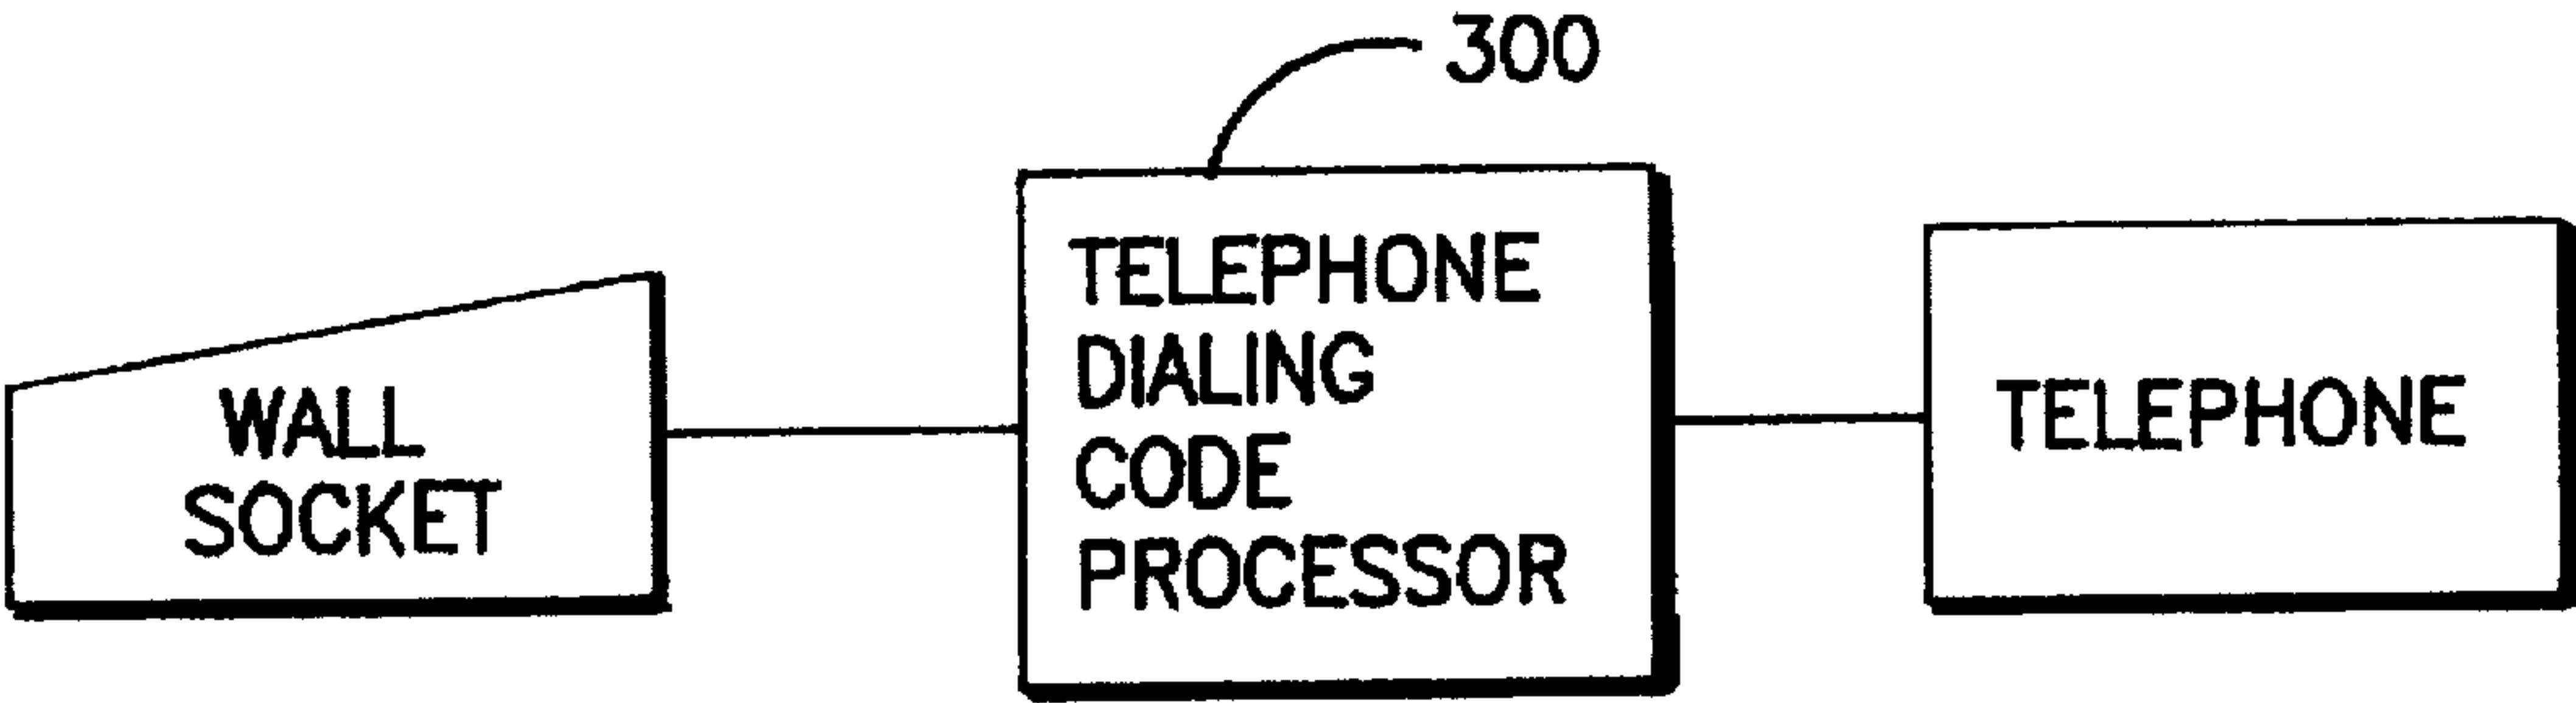 300
WALL
SOCKET
TELEPHONE
DIALING
CODE
PROCESSOR
TELEPHONE